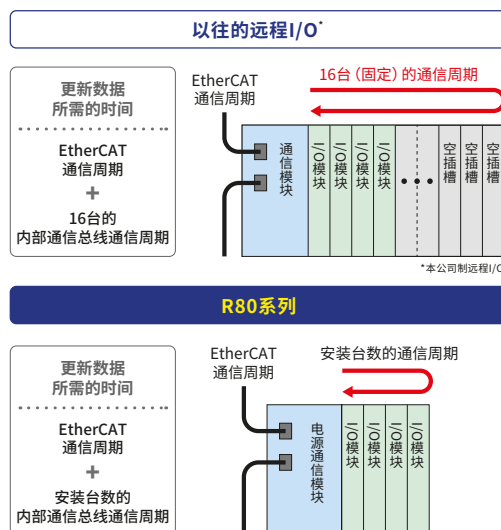 以往的远程I/O*
更新数据
所需的时间
EtherCAT
通信周期
+
16台的
内部通信总线通信周期
EtherCAT
通信周期
16台(固定)的通信周期
通信模块
I/O模块
I/O模块
I/O模块
I/O模块
空插槽
空插槽
空插槽
*本公司制远程I/O
R80系列
更新数据
所需的时间
EtherCAT
通信周期
+
安装台数的
内部通信总线通信周期
EtherCAT
通信周期
安装台数的通信周期
电源通信模块
I/O模块
I/O模块
I/O模块
I/O模块